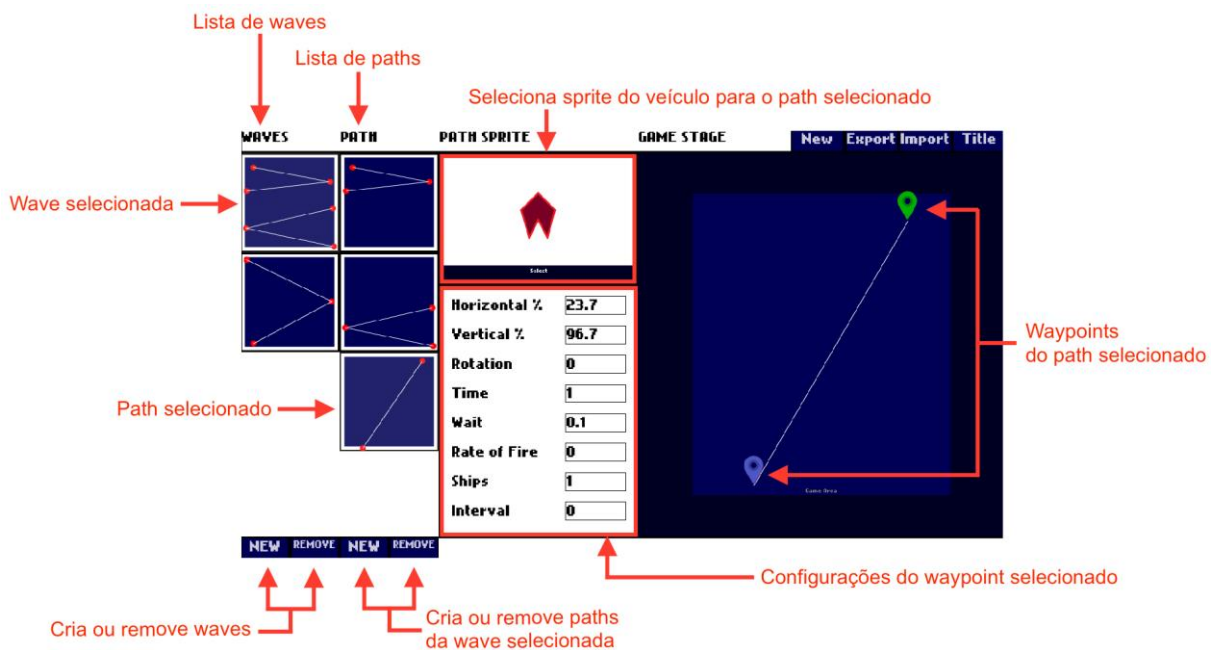 Lista de waves
Lista de paths
Seleciona sprite do veículo para o path selecionado
WAVES PATH PATH SPRITE GAME STAGE New Export Import Title
Wave selecionada
Select
Horizontal % 23.7
Vertical % 96.7
Rotation 0
Time 1
Wait 0.1
Rate of Fire 0
Ships 1
Interval 0
Waypoints
do path selecionado
Path selecionado
Game Area
NEW REMOVE NEW REMOVE
Configurações do waypoint selecionado
Cria ou remove waves
Cria ou remove paths
da wave selecionada